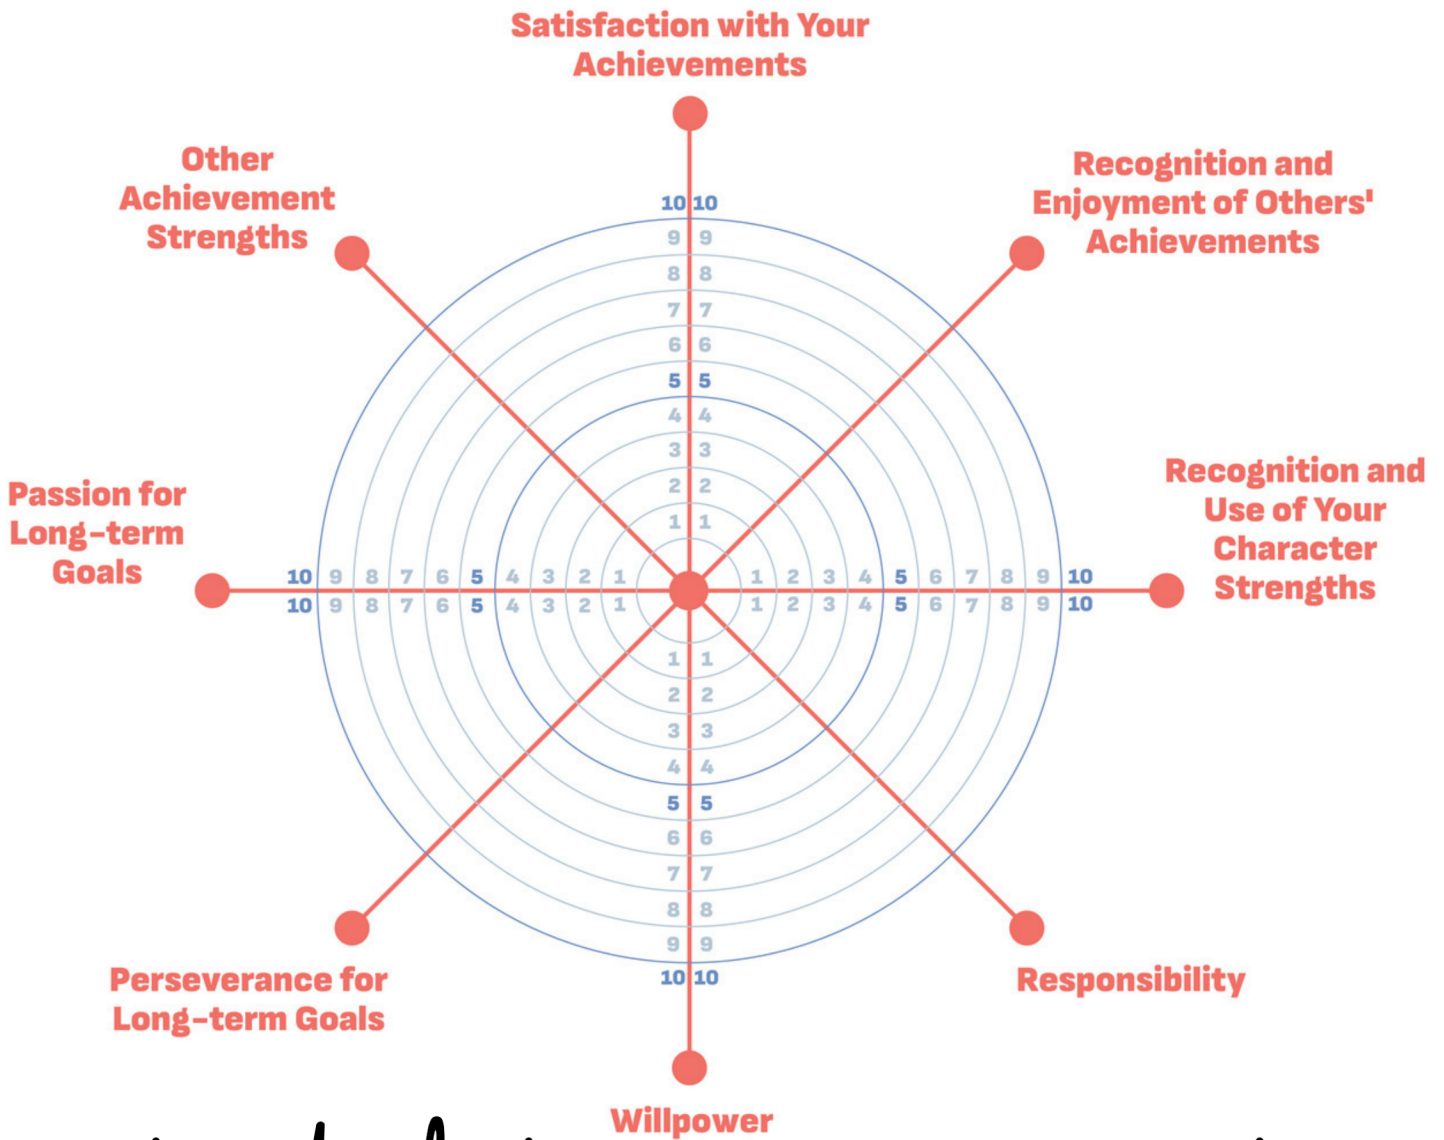 Satisfaction with Your
Achievements
Other
Achievement
Strengths
Recognition and
Enjoyment of Others'
Achievements
10 10
9 9
8 8
7 7
6 6
5 5
4 4
3 3
2 2
1 1
Passion for
Long-term
Goals
Recognition and
Use of Your
Character
Strengths
10 9 8 7 6 5 4 3 2 1 1 2 3 4 5 6 7 8 9 10
10 9 8 7 6 5 4 3 2 1 1 2 3 4 5 6 7 8 9 10
1 1
2 2
3 3
4 4
5 5
6 6
7 7
8 8
9 9
10 10
Perseverance for
Long-term Goals
Responsibility
Willpower